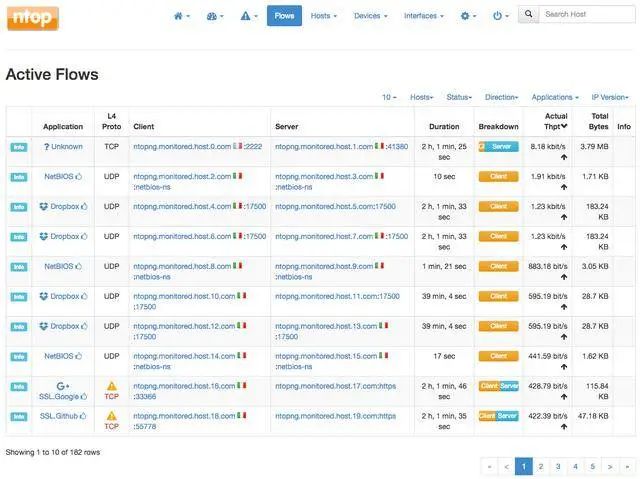 ntop
Flows Hosts Devices Interfaces Search Host
Active Flows
10 Hosts Status Direction Applications IP Version
Application L4 Proto Client Server Duration Breakdown Actual Thpt Total Bytes Info
Info ? Unknown TCP ntopng.monitored.host.0.com :2222 ntopng.monitored.host.1.com :41380 2 h, 1 min, 25 sec Server 8.18 kbit/s 3.79 MB
Info NetBIOS UDP ntopng.monitored.host.2.com :netbios-ns ntopng.monitored.host.3.com :netbios-ns 10 sec Client 1.91 kbit/s 1.71 KB
Info Dropbox UDP ntopng.monitored.host.4.com :17500 ntopng.monitored.host.5.com:17500 2 h, 1 min, 33 sec Client 1.23 kbit/s 183.24 KB
Info Dropbox UDP ntopng.monitored.host.6.com :17500 ntopng.monitored.host.7.com :17500 2 h, 1 min, 33 sec Client 1.23 kbit/s 183.24 KB
Info NetBIOS UDP ntopng.monitored.host.8.com :netbios-ns ntopng.monitored.host.9.com :netbios-ns 1 min, 21 sec Client 883.18 bit/s 3.05 KB
Info Dropbox UDP ntopng.monitored.host.10.com :17500 ntopng.monitored.host.11.com:17500 39 min, 4 sec Client 595.19 bit/s 28.7 KB
Info Dropbox UDP ntopng.monitored.host.12.com :17500 ntopng.monitored.host.13.com :17500 39 min, 4 sec Client 595.19 bit/s 28.7 KB
Info NetBIOS UDP ntopng.monitored.host.14.com :netbios-ns ntopng.monitored.host.15.com :netbios-ns 17 sec Client 441.59 bit/s 1.62 KB
Info G+ SSL.Google TCP ntopng.monitored.host.16.com :33366 ntopng.monitored.host.17.com:https 2 h, 1 min, 46 sec Client Server 428.79 bit/s 115.84 KB
Info SSL.Github TCP ntopng.monitored.host.18.com :55778 ntopng.monitored.host.19.com:https 2 h, 1 min, 35 sec Client Server 422.39 bit/s 47.18 KB
Showing 1 to 10 of 182 rows
« < 1 2 3 4 5 > »